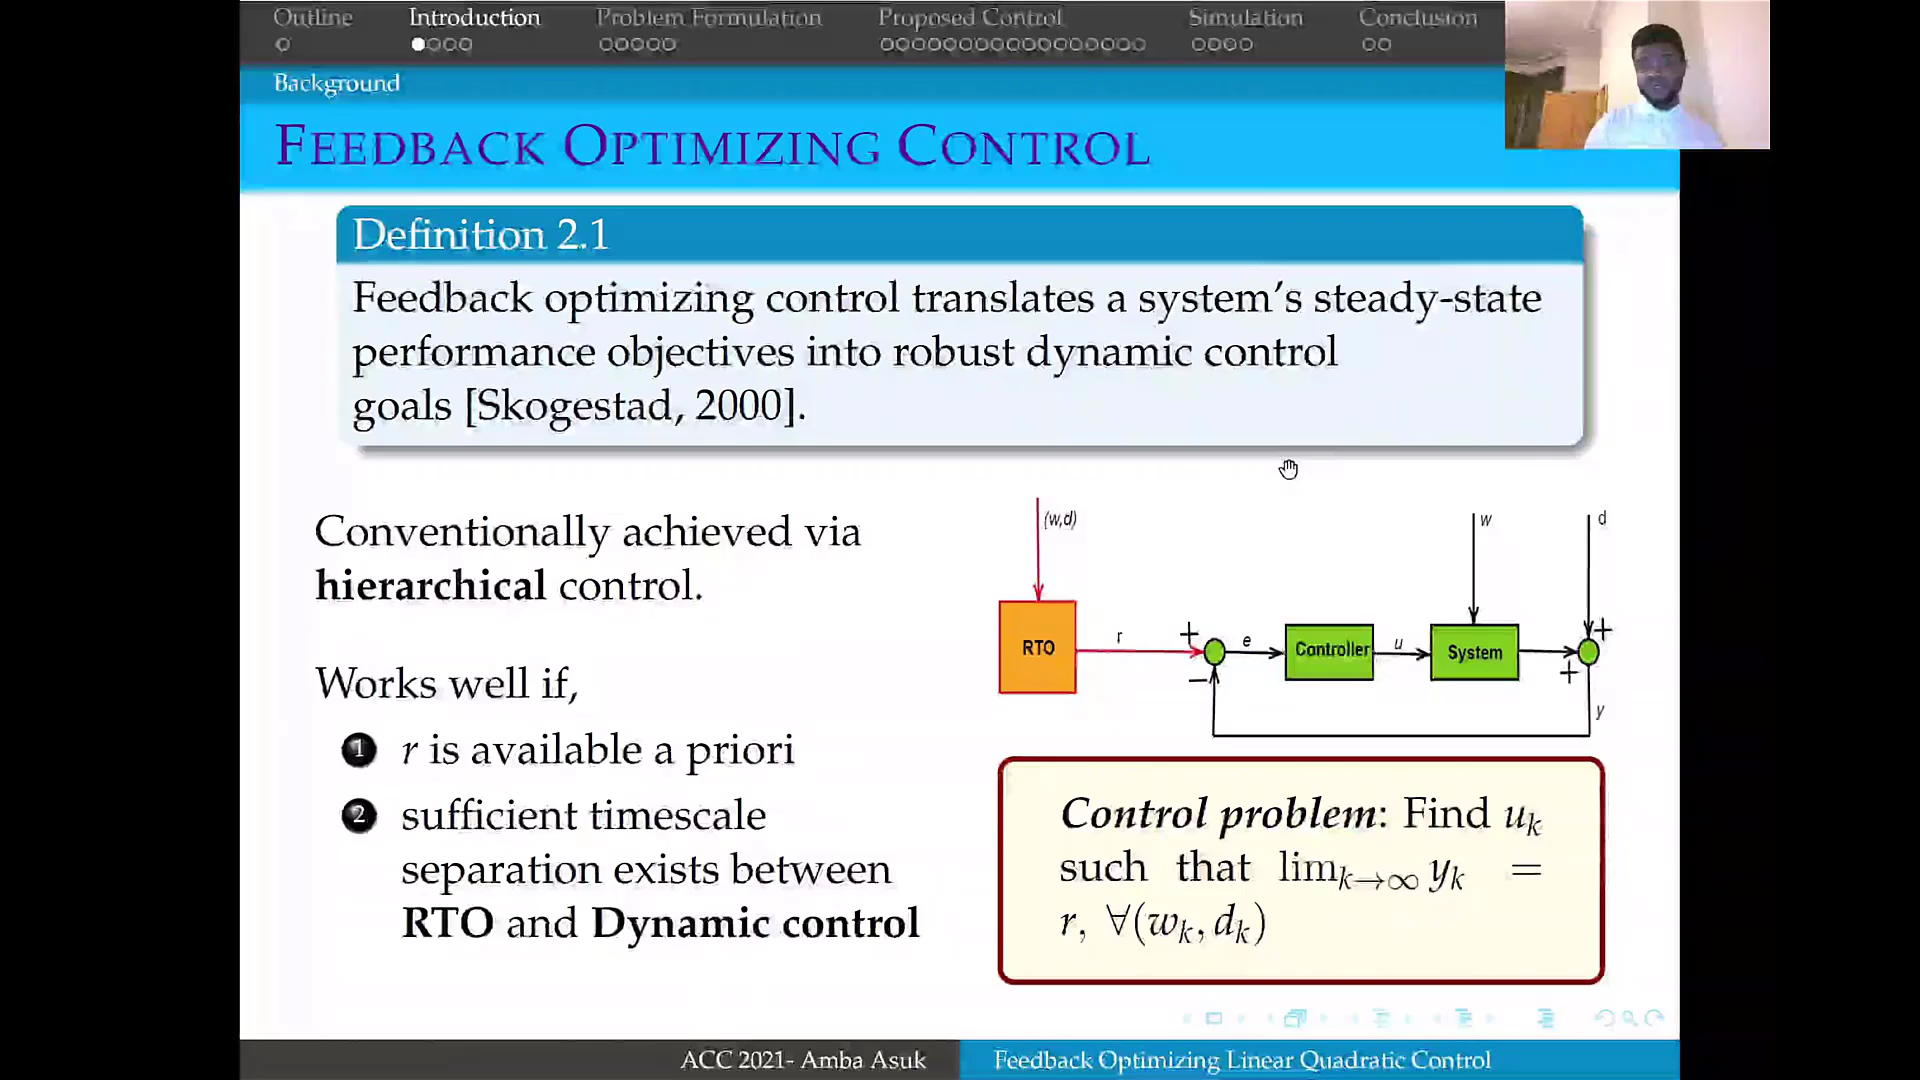 Outline Introduction Problem Formulation Proposed Control Simulation Conclusion
Background
FEEDBACK OPTIMIZING CONTROL
Definition 2.1
Feedback optimizing control translates a system's steady-state
performance objectives into robust dynamic control
goals [Skogestad, 2000].
Conventionally achieved via
hierarchical control.
Works well if,
1 r is available a priori
2 sufficient timescale
separation exists between
RTO and Dynamic control
(w,d)
w
d
RTO
r
+
−
e
Controller
u
System
+
+
y
Control problem: Find u_k
such that lim_{k→∞} y_k =
r, ∀(w_k, d_k)
ACC 2021- Amba Asuk Feedback Optimizing Linear Quadratic Control